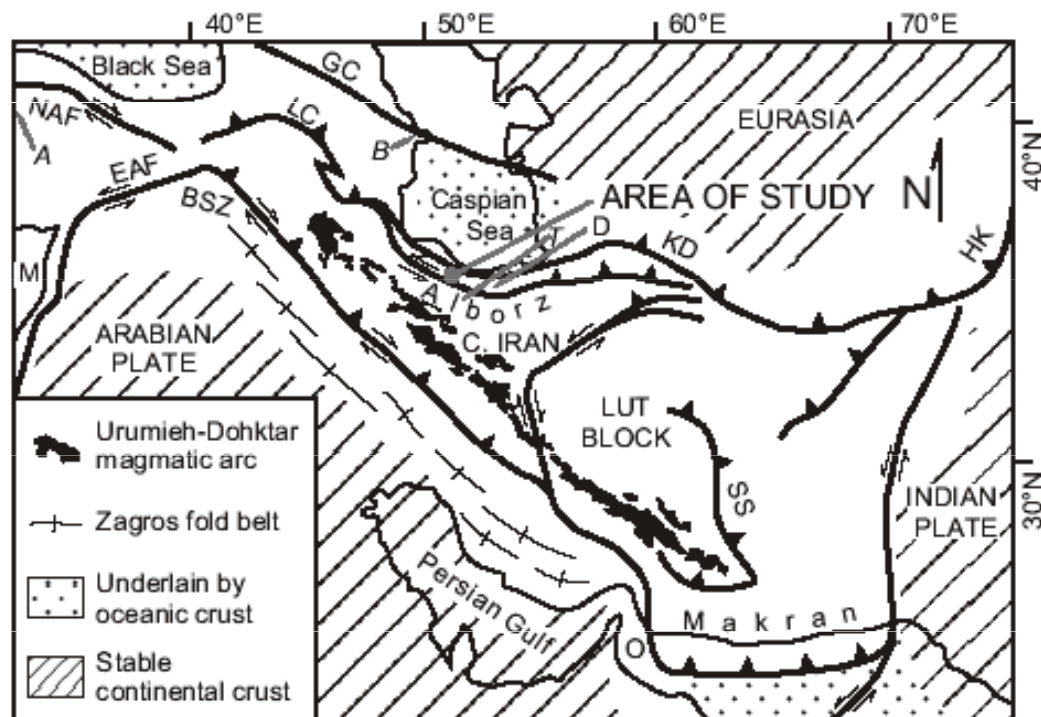 40°E
50°E
60°E
70°E
Black Sea
GC
NAF
LC
EURASIA
A
B
40°N
EAF
BSZ
Caspian
Sea
AREA OF STUDY
N
T
D
KD
HK
M
Alborz
C. IRAN
ARABIAN
PLATE
LUT
BLOCK
Urumieh-Dohktar
magmatic arc
30°N
SS
INDIAN
PLATE
Zagros fold belt
Persian Gulf
Underlain by
oceanic crust
Makran
O
Stable
continental crust